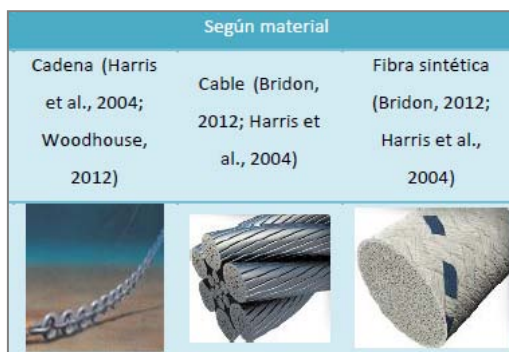 Según material
Cadena (Harris
et al., 2004;
Woodhouse,
2012)
Cable (Bridon,
2012; Harris et
al., 2004)
Fibra sintética
(Bridon, 2012;
Harris et al.,
2004)